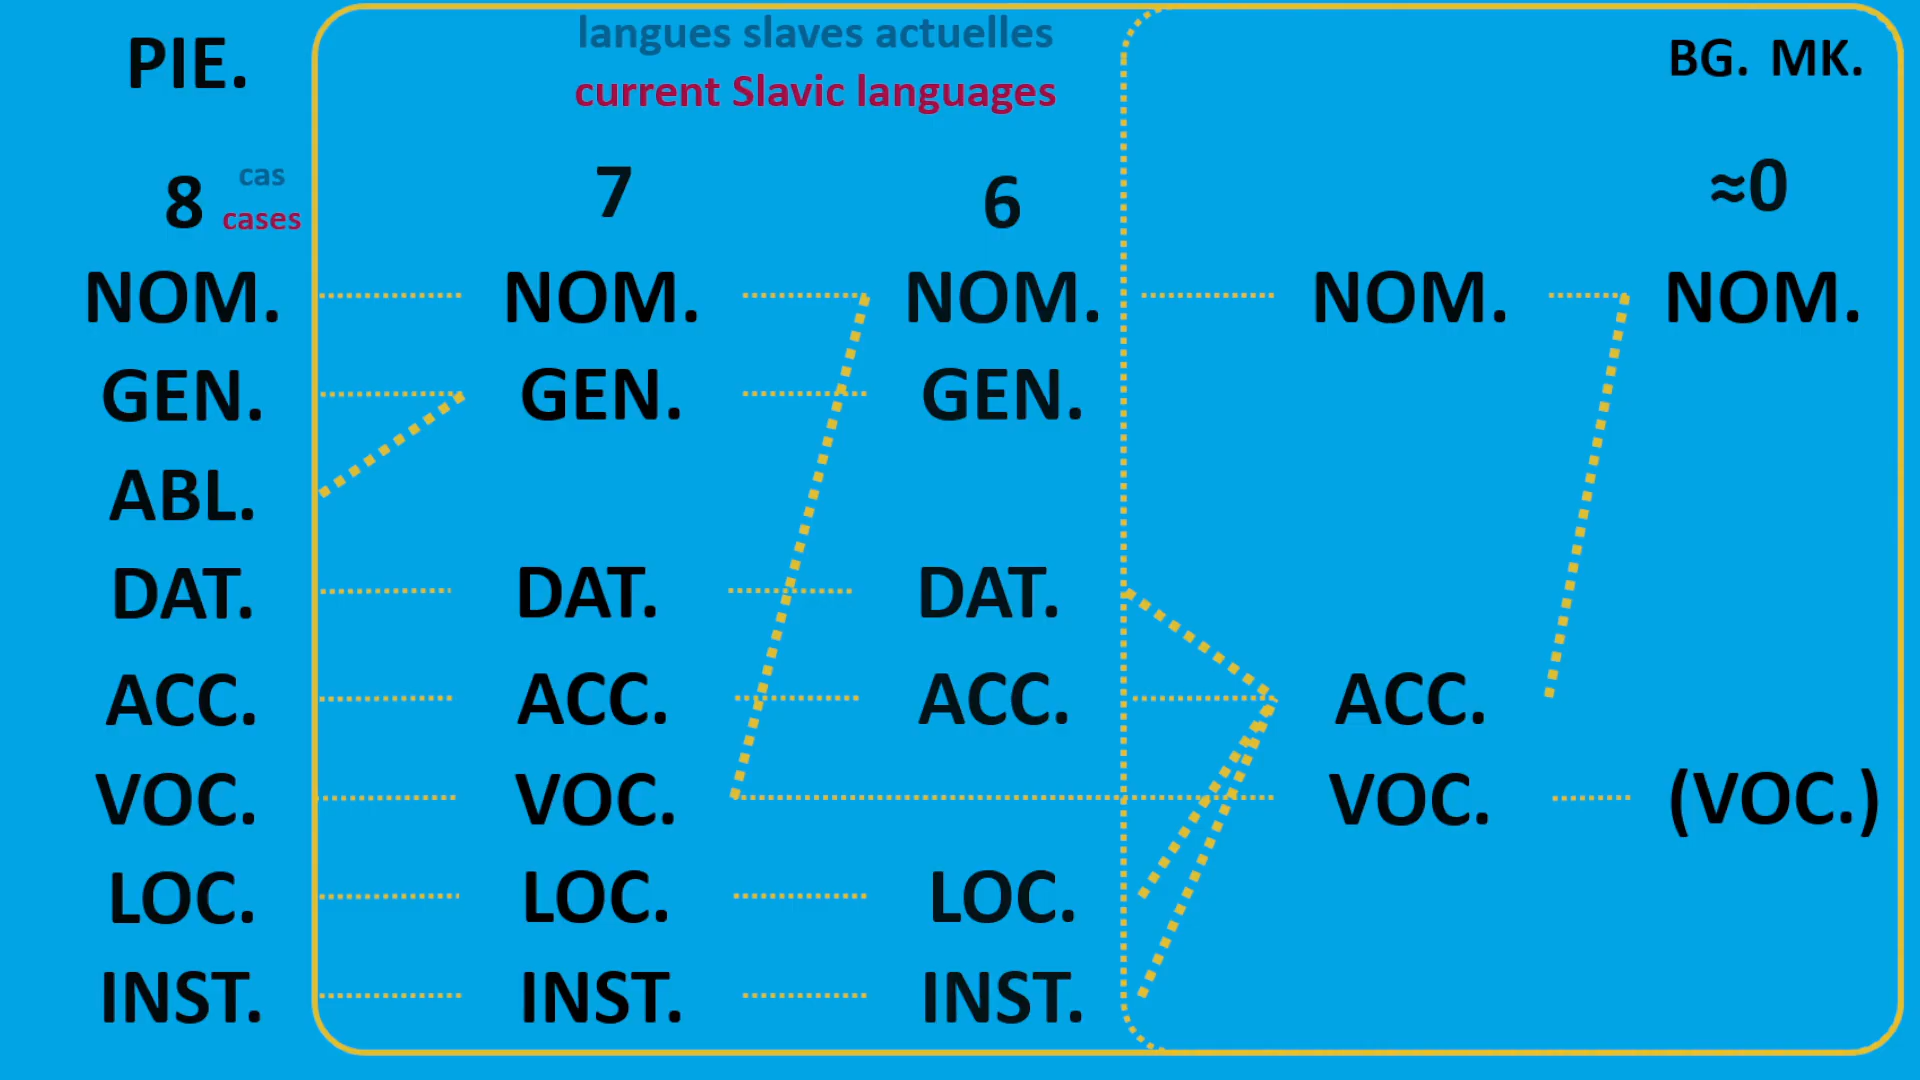 PIE. langues slaves actuelles BG. MK.
current Slavic languages
8 cas cases 7 6 ≈0
NOM. NOM. NOM. NOM. NOM.
GEN. GEN. GEN.
ABL.
DAT. DAT. DAT.
ACC. ACC. ACC. ACC.
VOC. VOC. VOC. (VOC.)
LOC. LOC. LOC.
INST. INST. INST.